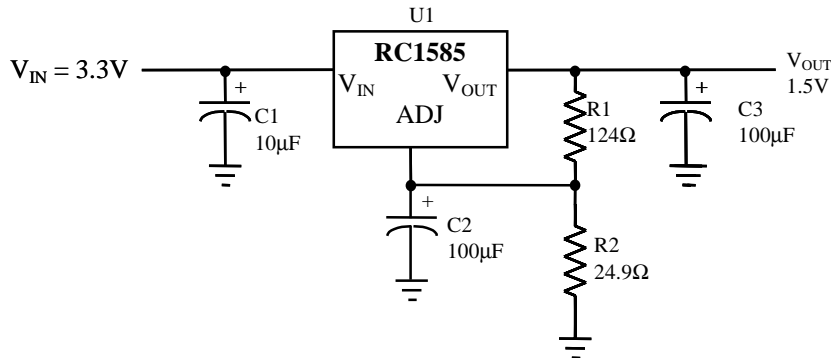 U1
RC1585
VIN = 3.3V
VIN
VOUT
ADJ
VOUT
1.5V
+
C1
10µF
R1
124Ω
+
C3
100µF
+
C2
100µF
R2
24.9Ω